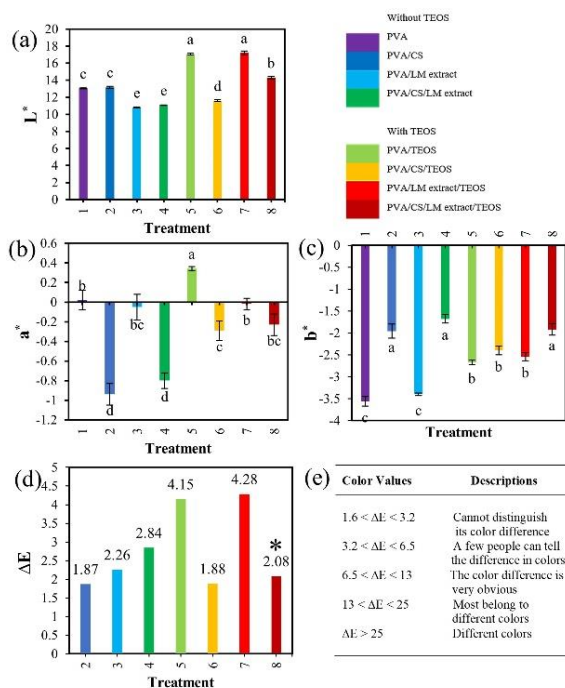 (a)
L*
20
18
16
14
12
10
8
6
4
2
0
c
c
e
e
a
d
a
b
1
2
3
4
5
6
7
8
Treatment
Without TEOS
PVA
PVA/CS
PVA/LM extract
PVA/CS/LM extract
With TEOS
PVA/TEOS
PVA/CS/TEOS
PVA/LM extract/TEOS
PVA/CS/LM extract/TEOS
(b)
a*
0.6
0.4
0.2
0
-0.2
-0.4
-0.6
-0.8
-1
-1.2
b
d
bc
d
a
c
bc
bc
1
2
3
4
5
6
7
8
Treatment
(c)
b*
1
2
3
4
5
6
7
8
0
-0.5
-1
-1.5
-2
-2.5
-3
-3.5
-4
c
a
c
a
b
b
b
a
Treatment
(d)
ΔE
5
4.5
4
3.5
3
2.5
2
1.5
1
0.5
0
1.87
2.26
2.84
4.15
1.88
4.28
*
2.08
2
3
4
5
6
7
8
Treatment
(e)
Color Values Descriptions
1.6 < ΔE < 3.2 Cannot distinguish
its color difference
3.2 < ΔE < 6.5 A few people can tell
the difference in colors
6.5 < ΔE < 13 The color difference is
very obvious
13 < ΔE < 25 Most belong to
different colors
ΔE > 25 Different colors